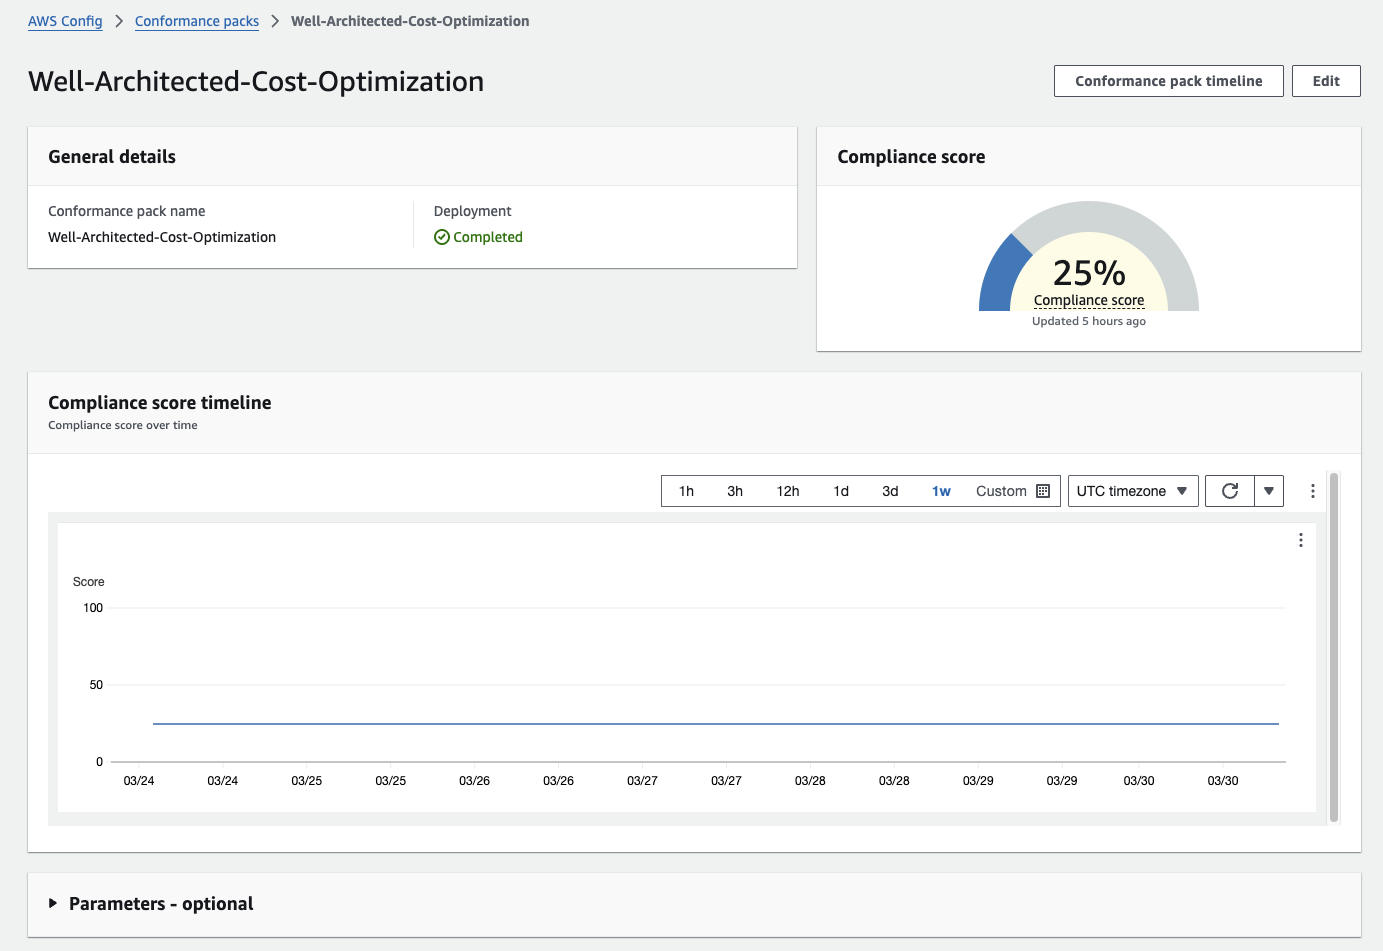 AWS Config > Conformance packs > Well-Architected-Cost-Optimization
Well-Architected-Cost-Optimization
Conformance pack timeline
Edit
General details
Conformance pack name
Well-Architected-Cost-Optimization
Deployment
Completed
Compliance score
25%
Compliance score
Updated 5 hours ago
Compliance score timeline
Compliance score over time
1h 3h 12h 1d 3d 1w Custom
UTC timezone
Score
100
50
0
03/24 03/24 03/25 03/25 03/26 03/26 03/27 03/27 03/28 03/28 03/29 03/29 03/30 03/30
Parameters - optional